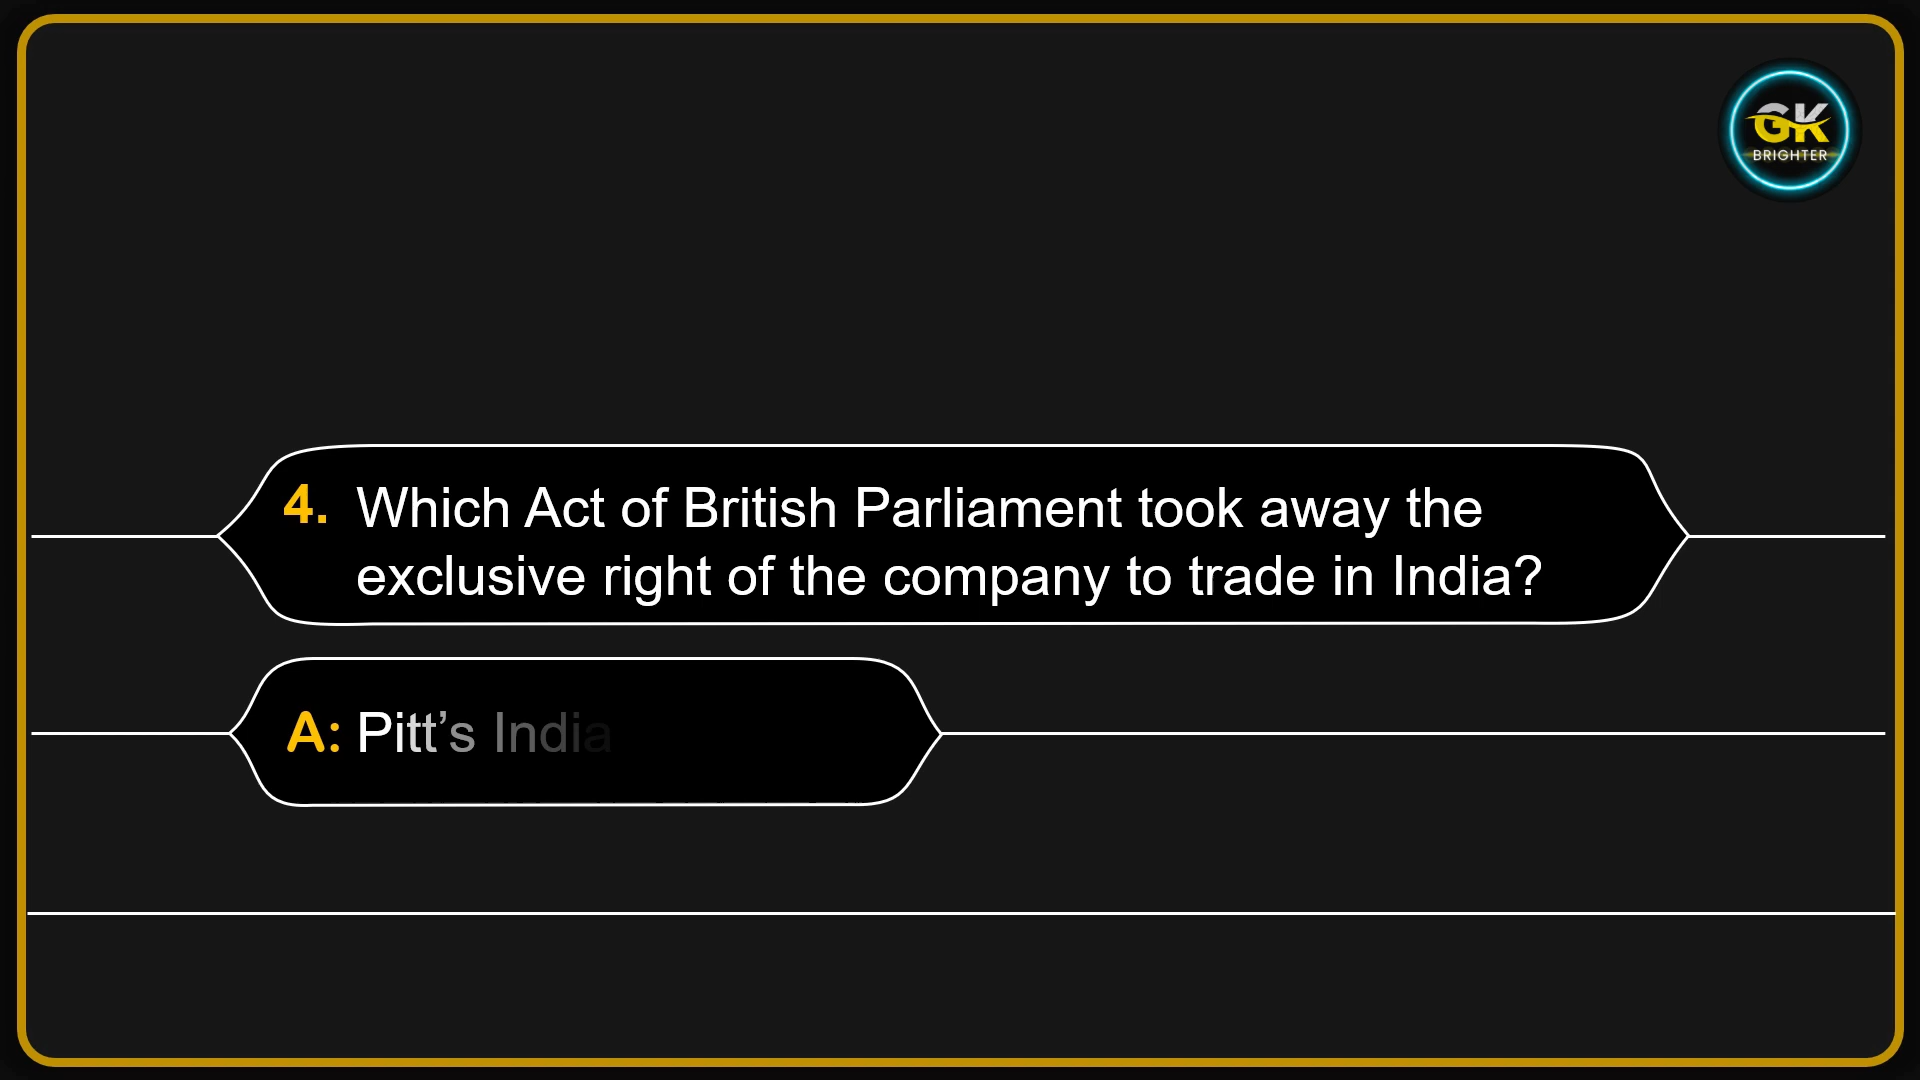 GK
BRIGHTER
4. Which Act of British Parliament took away the
exclusive right of the company to trade in India?
A: Pitt’s India